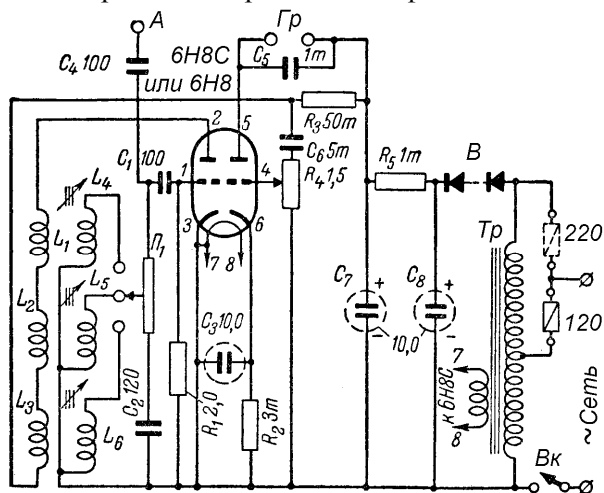 А
Гр
6Н8С
или 6Н8
C₅
1т
C₄ 100
2
5
R₃ 50т
C₆ 5т
C₁ 100
1
4
R₄ 1,5
R₅ 1т
В
L₄
3
6
Тр
220
L₁
П₁
7
8
L₅
L₂
C₃ 10,0
C₇
+
C₈
+
120
10,0
L₃
C₂ 120
L₆
R₁ 2,0
R₂ 3т
7
к 6Н8С
8
~Сеть
Вк